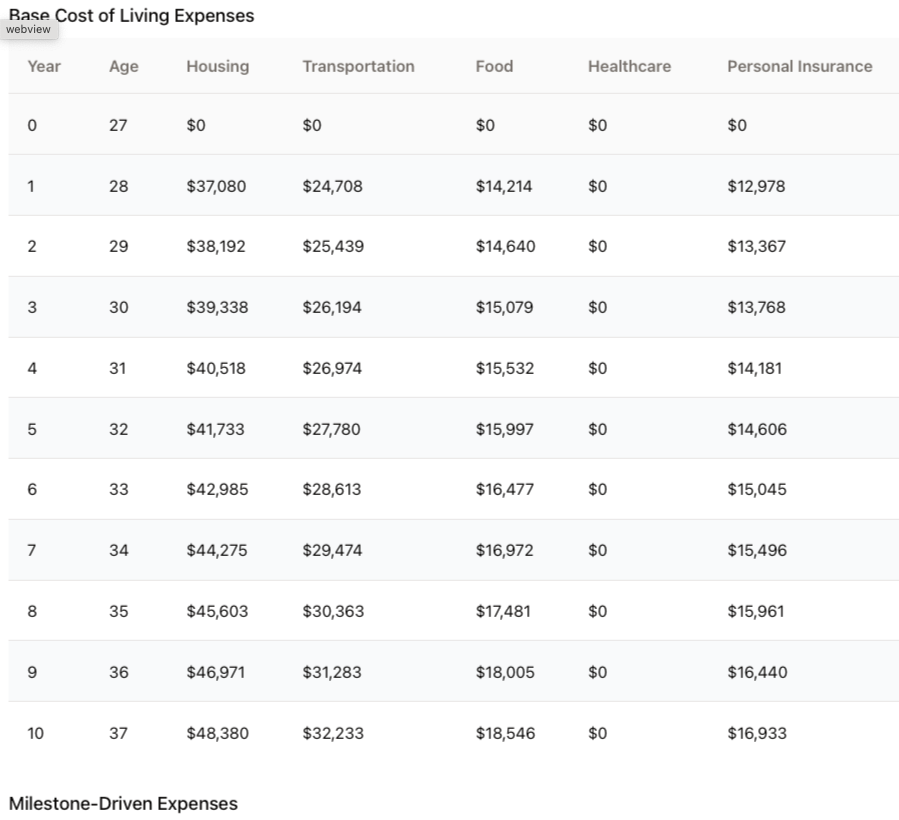 Base Cost of Living Expenses
webview
Year Age Housing Transportation Food Healthcare Personal Insurance
0 27 $0 $0 $0 $0 $0
1 28 $37,080 $24,708 $14,214 $0 $12,978
2 29 $38,192 $25,439 $14,640 $0 $13,367
3 30 $39,338 $26,194 $15,079 $0 $13,768
4 31 $40,518 $26,974 $15,532 $0 $14,181
5 32 $41,733 $27,780 $15,997 $0 $14,606
6 33 $42,985 $28,613 $16,477 $0 $15,045
7 34 $44,275 $29,474 $16,972 $0 $15,496
8 35 $45,603 $30,363 $17,481 $0 $15,961
9 36 $46,971 $31,283 $18,005 $0 $16,440
10 37 $48,380 $32,233 $18,546 $0 $16,933
Milestone-Driven Expenses